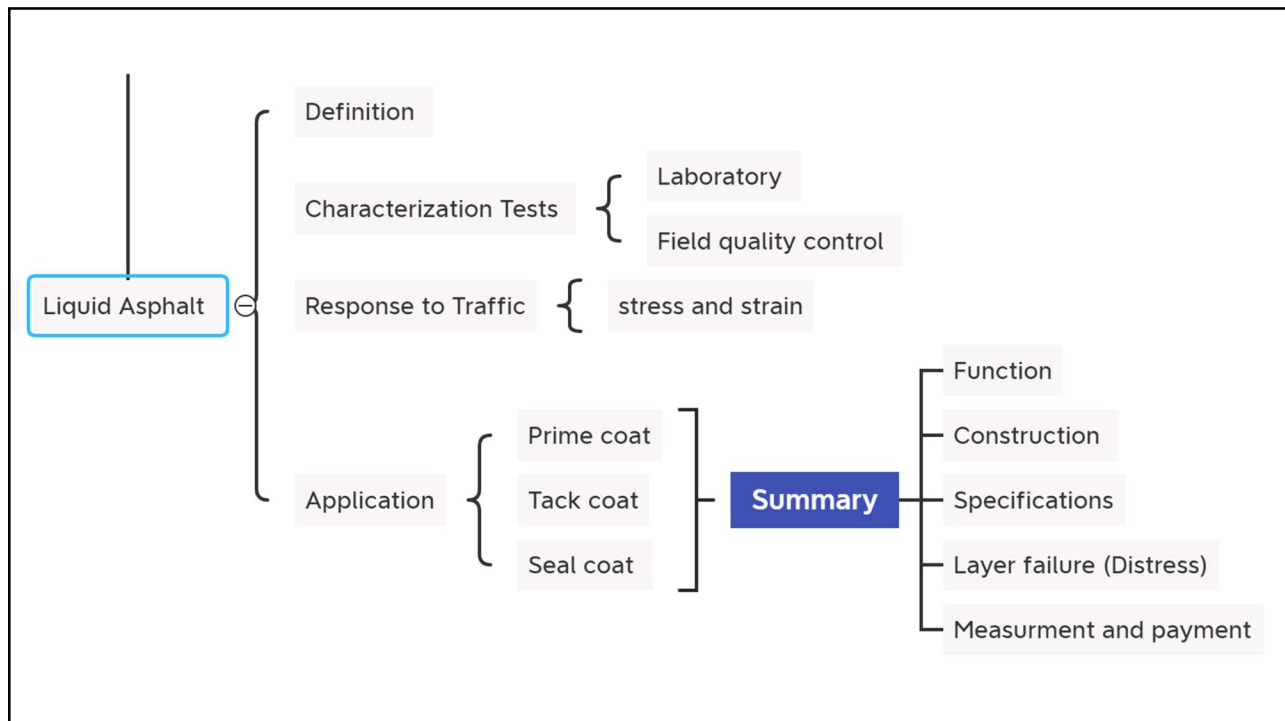 Liquid Asphalt
Definition
Characterization Tests
Laboratory
Field quality control
Response to Traffic
stress and strain
Application
Prime coat
Tack coat
Seal coat
Summary
Function
Construction
Specifications
Layer failure (Distress)
Measurment and payment